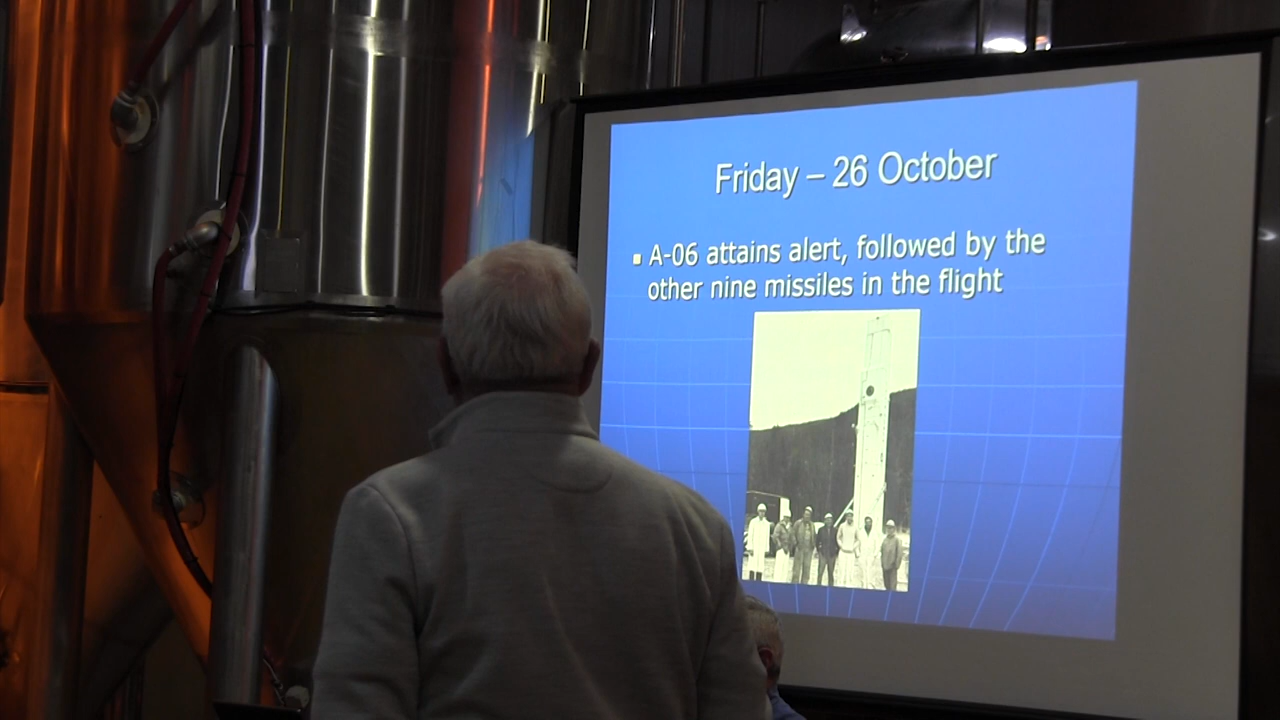 Friday – 26 October
A-06 attains alert, followed by the
other nine missiles in the flight